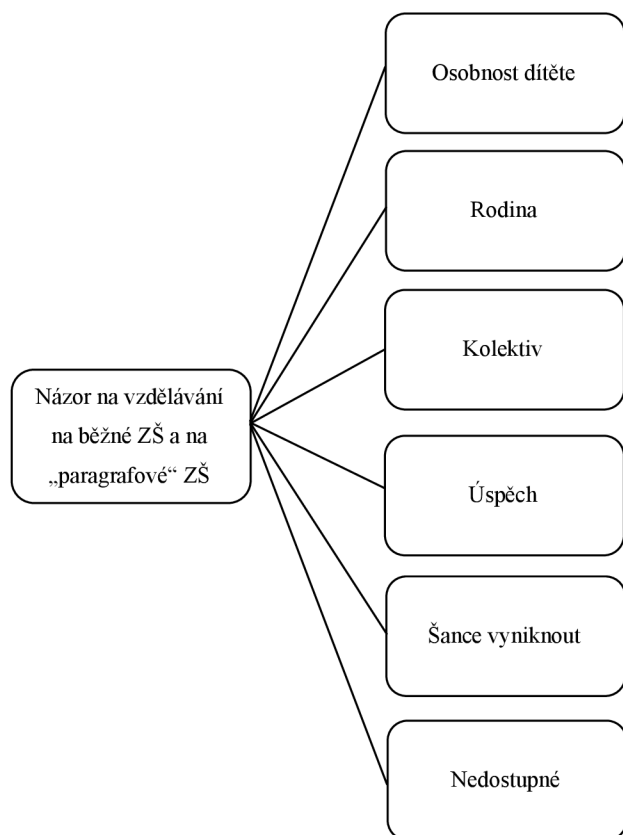 Osobnost dítěte
Rodina
Kolektiv
Názor na vzdělávání
na běžné ZŠ a na
„paragrafové“ ZŠ
Úspěch
Šance vyniknout
Nedostupné